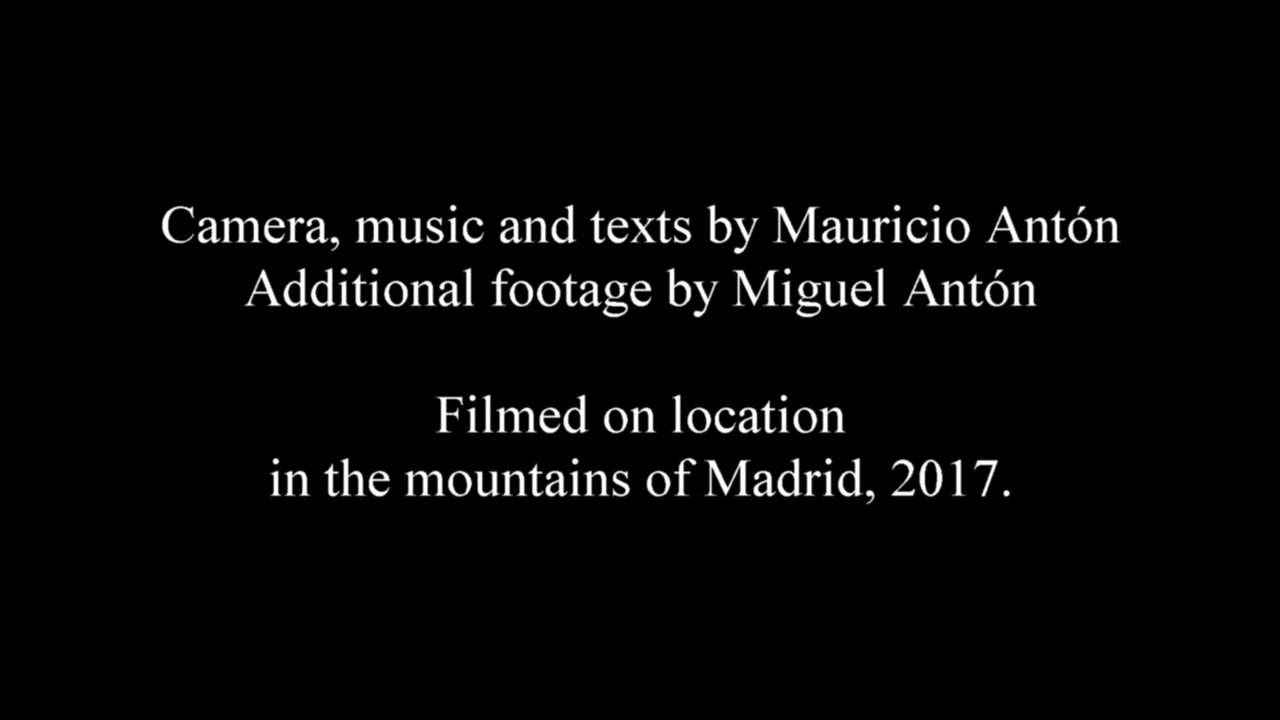 Camera, music and texts by Mauricio Antón
Additional footage by Miguel Antón
Filmed on location
in the mountains of Madrid, 2017.